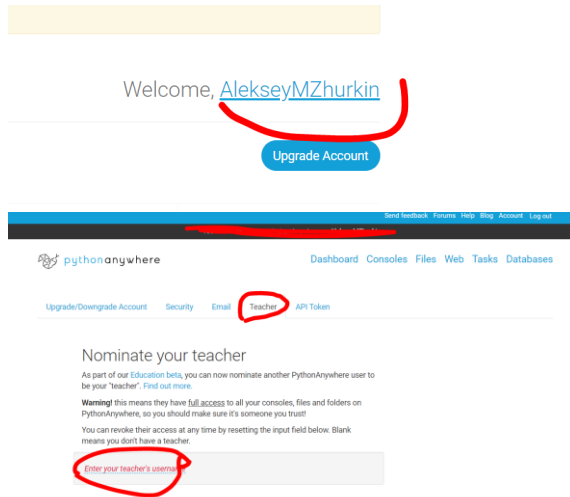 Welcome, AlekseyMZhurkin
Upgrade Account
Send feedback Forums Help Blog Account Log out
pythonanywhere
Dashboard Consoles Files Web Tasks Databases
Upgrade/Downgrade Account Security Email Teacher API Token
Nominate your teacher
As part of our Education beta, you can now nominate another PythonAnywhere user to
be your "teacher". Find out more.
Warning! this means they have full access to all your consoles, files and folders on
PythonAnywhere, so you should make sure it's someone you trust!
You can revoke their access at any time by resetting the input field below. Blank
means you don't have a teacher.
Enter your teacher's username